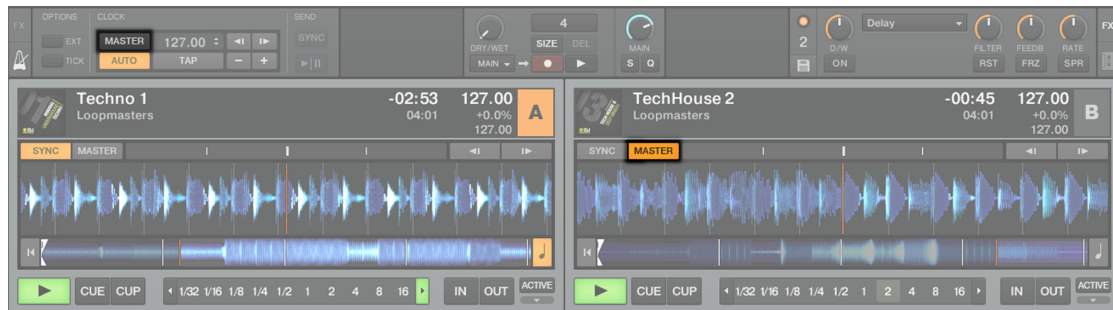 FX OPTIONS CLOCK SEND
EXT MASTER 127.00 SYNC
TICK AUTO TAP - +
4
SIZE DEL
DRY/WET MAIN
MAIN S Q
2
Delay
D/W FILTER FEEDB RATE
ON RST FRZ SPR
FX
Techno 1 -02:53 127.00
Loopmasters 04:01 +0.0%
127.00
A
SYNC MASTER
CUE CUP 1/32 1/16 1/8 1/4 1/2 1 2 4 8 16 IN OUT ACTIVE
TechHouse 2 -00:45 127.00
Loopmasters 04:01 +0.0%
127.00
B
SYNC MASTER
CUE CUP 1/32 1/16 1/8 1/4 1/2 1 2 4 8 16 IN OUT ACTIVE